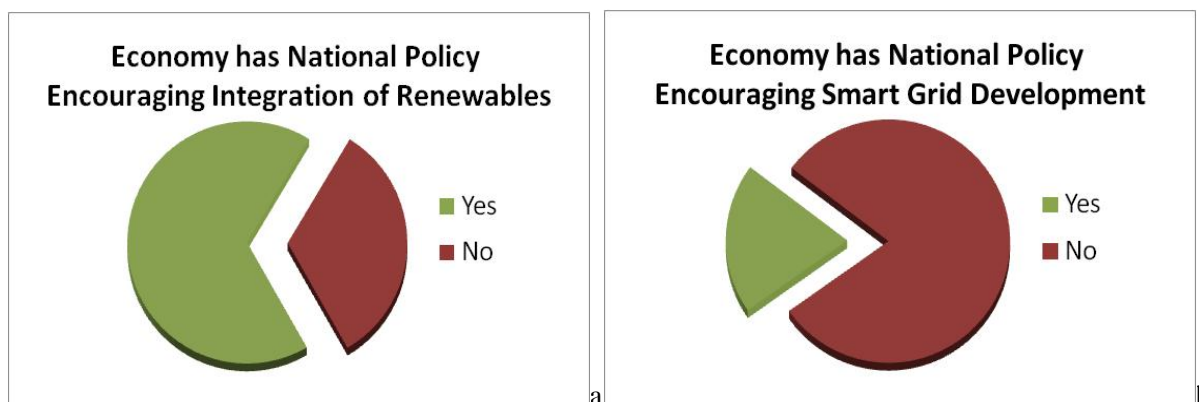 Economy has National Policy
Encouraging Integration of Renewables
Yes
No
a
Economy has National Policy
Encouraging Smart Grid Development
Yes
No